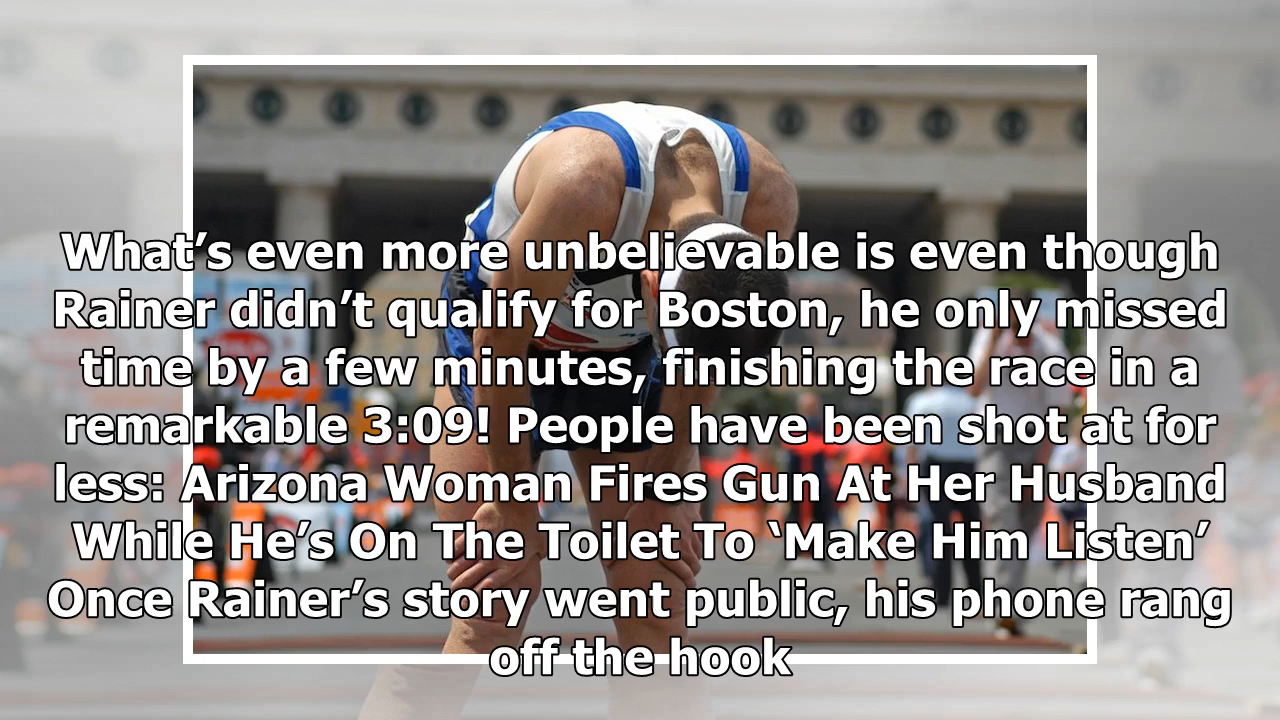 What’s even more unbelievable is even though
Rainer didn’t qualify for Boston, he only missed
time by a few minutes, finishing the race in a
remarkable 3:09! People have been shot at for
less: Arizona Woman Fires Gun At Her Husband
While He’s On The Toilet To ‘Make Him Listen’
Once Rainer’s story went public, his phone rang
off the hook